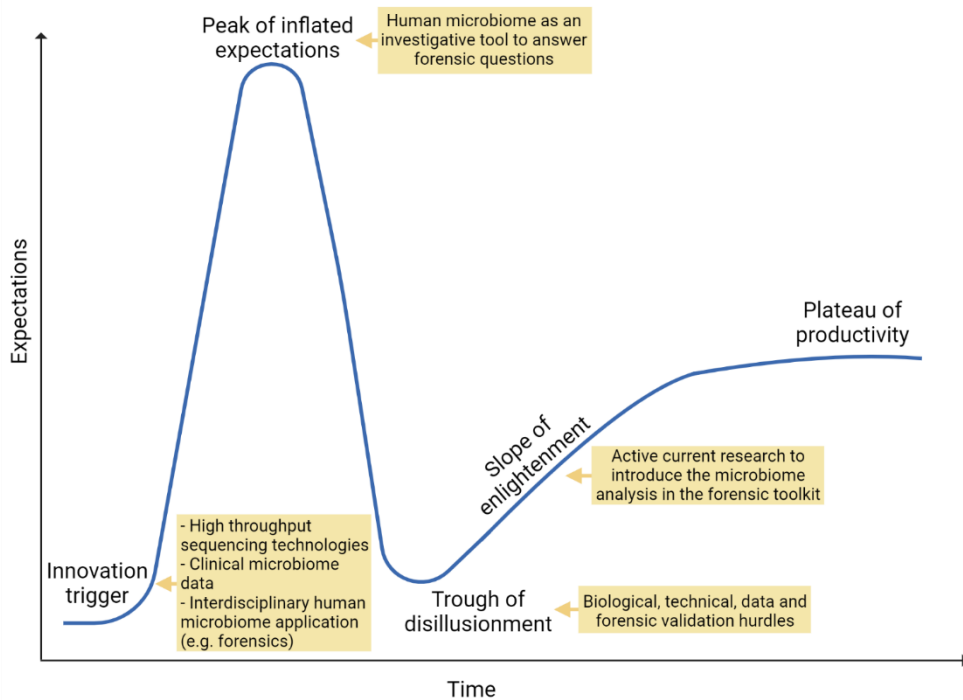 Peak of inflated
expectations
Human microbiome as an
investigative tool to answer
forensic questions
Expectations
Plateau of
productivity
Slope of
enlightenment
Active current research to
introduce the microbiome
analysis in the forensic toolkit
Innovation
trigger
- High throughput
sequencing technologies
- Clinical microbiome
data
- Interdisciplinary human
microbiome application
(e.g. forensics)
Trough of
disillusionment
Biological, technical, data and
forensic validation hurdles
Time